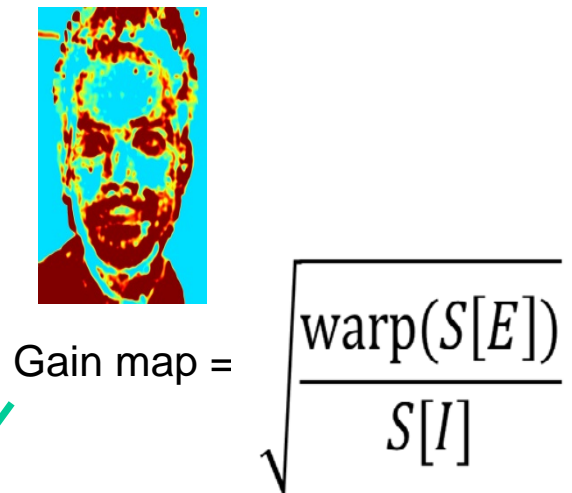 Gain map = √(warp(S[E]) / S[I])